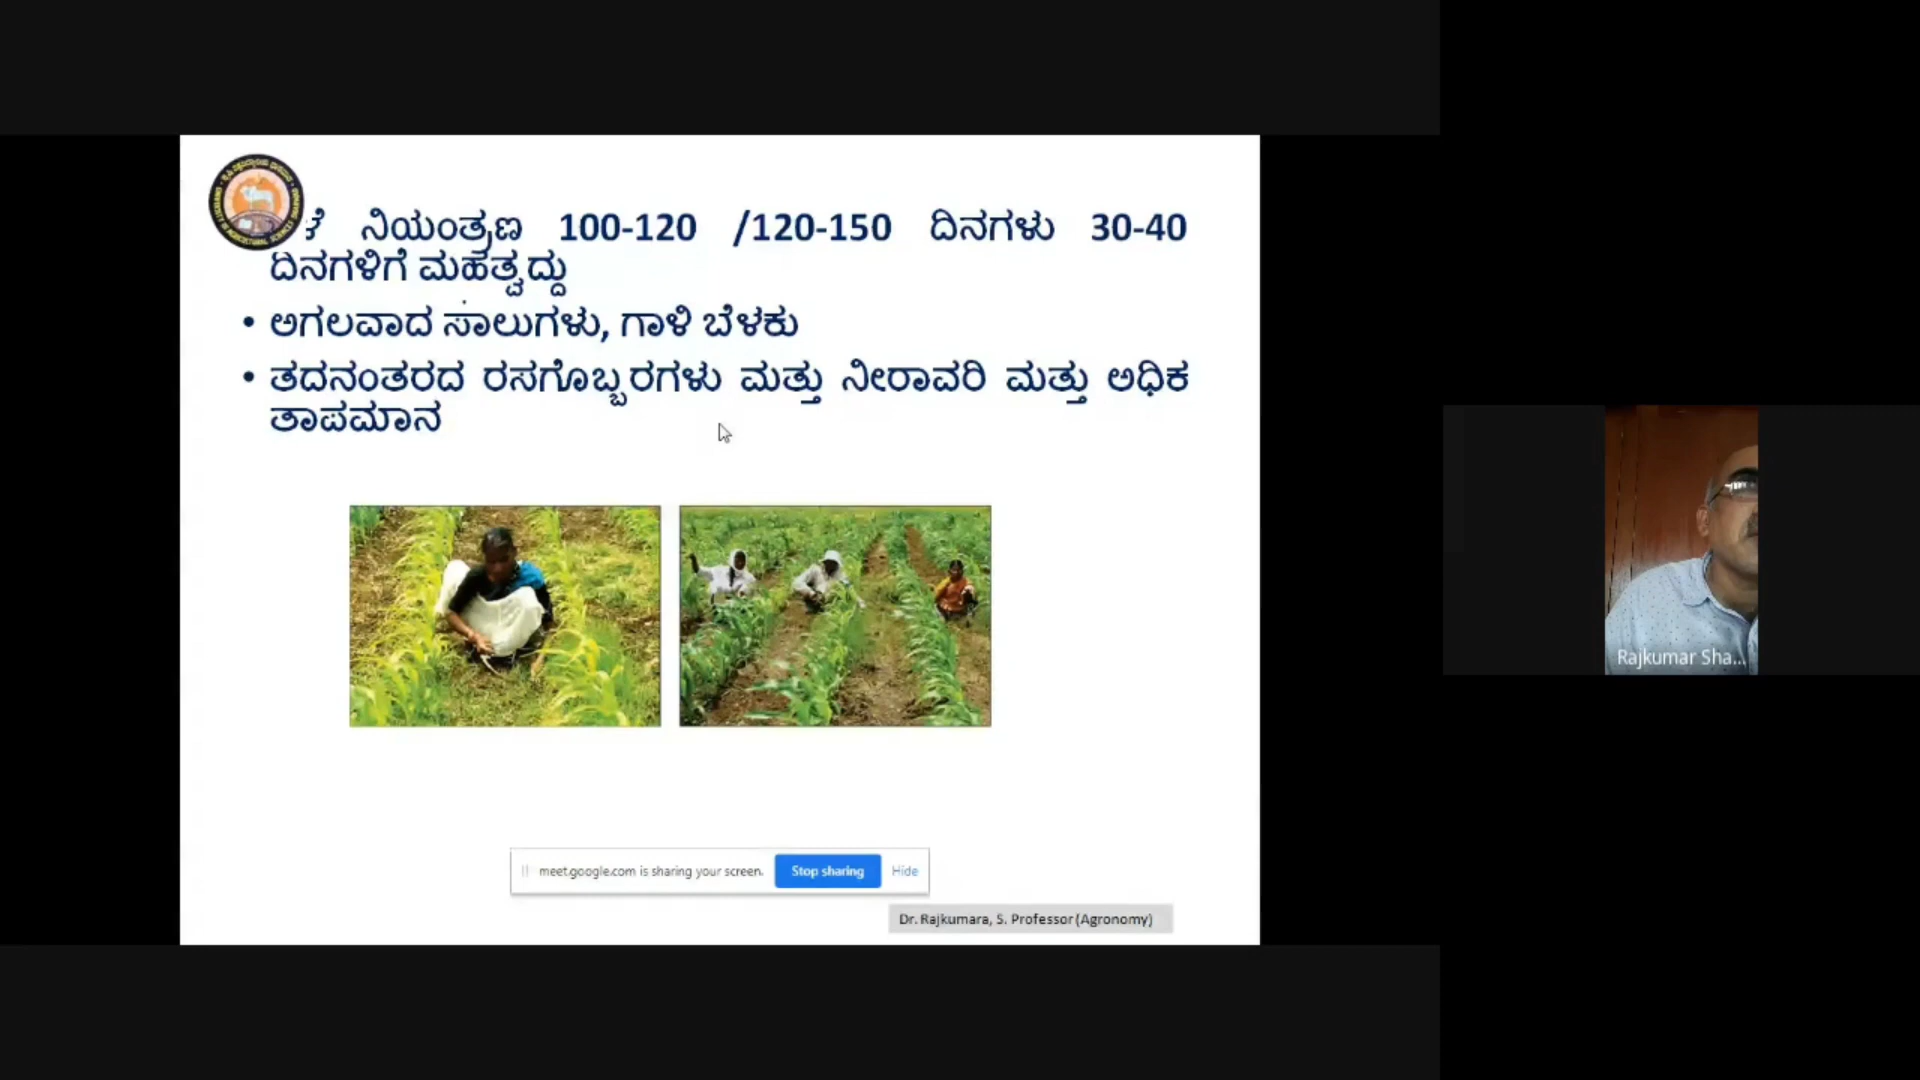 ನಿಯಂತ್ರಣ 100-120 /120-150 ದಿನಗಳು 30-40
ದಿನಗಳಿಗೆ ಮಹತ್ವದ್ದು
• ಅಗಲವಾದ ಸಾಲುಗಳು, ಗಾಳಿ ಬೆಳಕು
• ತದನಂತರದ ರಸಗೊಬ್ಬರಗಳು ಮತ್ತು ನೀರಾವರಿ ಮತ್ತು ಅಧಿಕ
ತಾಪಮಾನ
meet.google.com is sharing your screen. Stop sharing Hide
Dr. Rajkumara, S. Professor (Agronomy)
Rajkumar Sha...